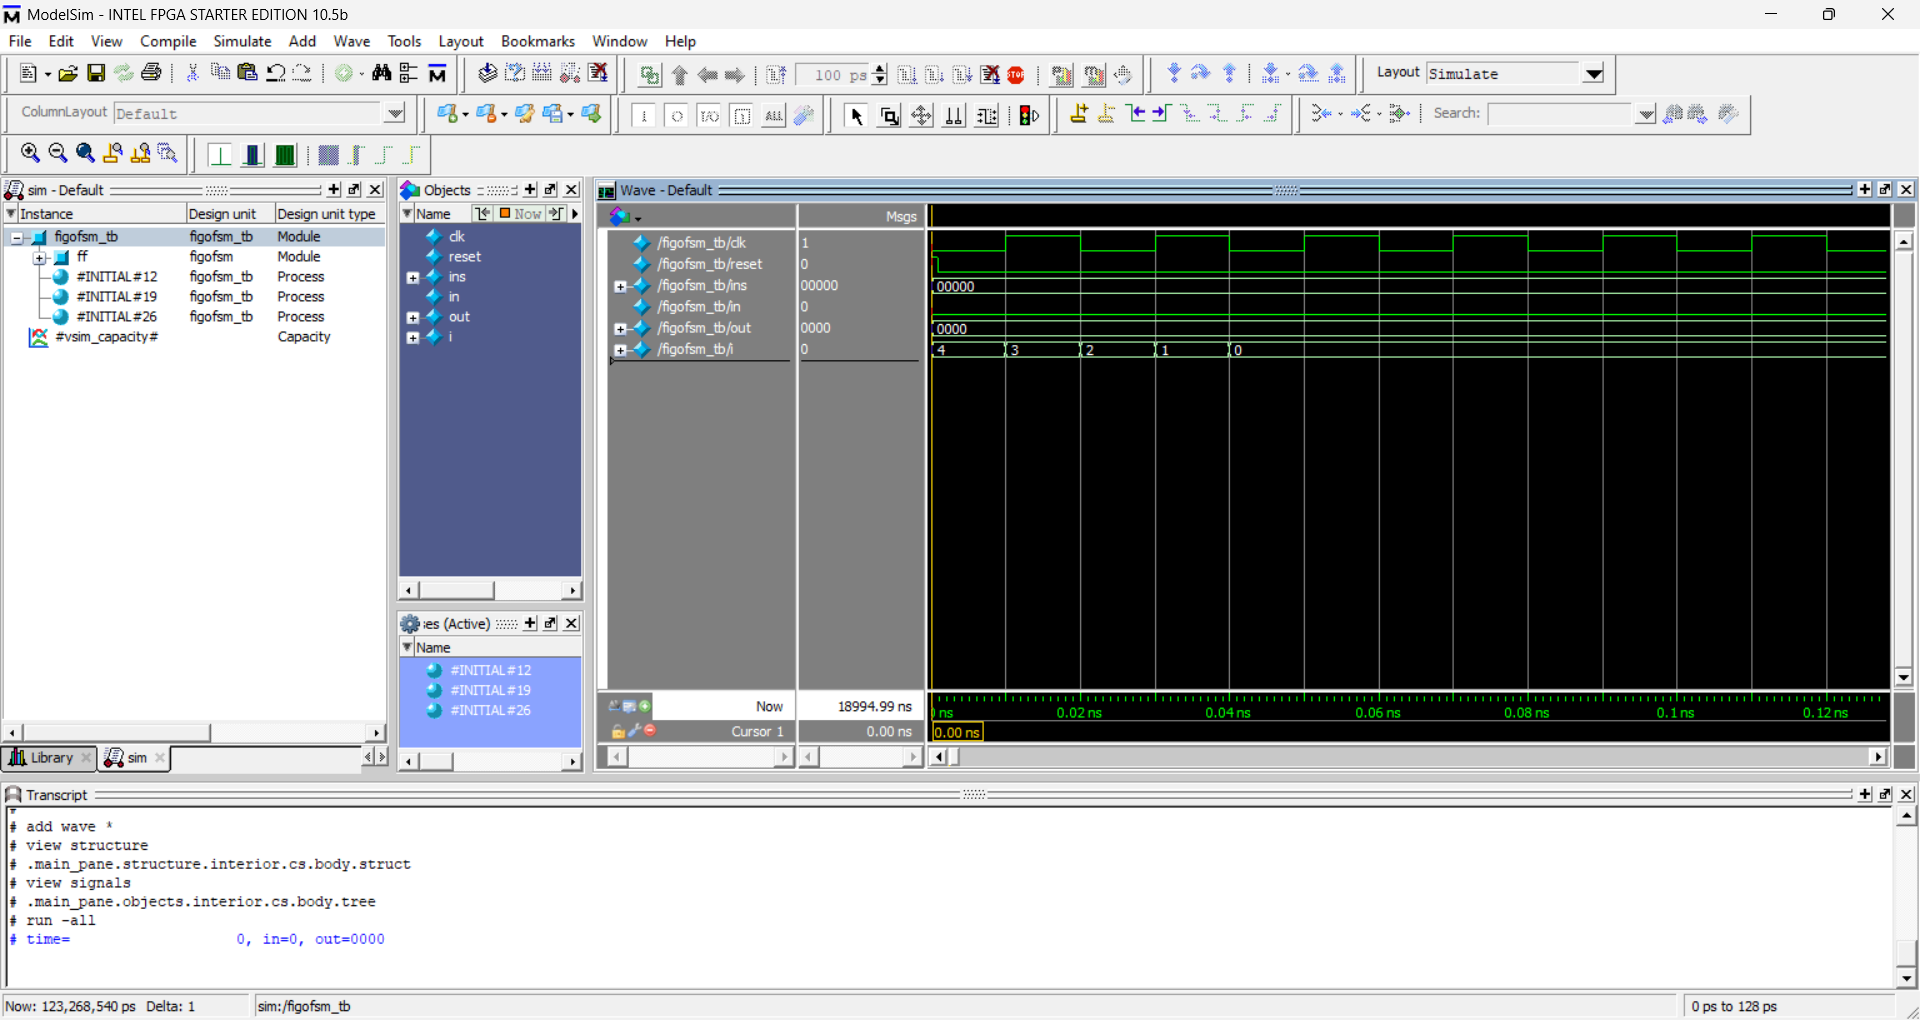 ModelSim - INTEL FPGA STARTER EDITION 10.5b
File Edit View Compile Simulate Add Wave Tools Layout Bookmarks Window Help
100 ps
Layout Simulate
ColumnLayout Default
Search:
sim - Default
Instance Design unit Design unit type
figofsm_tb figofsm_tb Module
ff figofsm Module
#INITIAL#12 figofsm_tb Process
#INITIAL#19 figofsm_tb Process
#INITIAL#26 figofsm_tb Process
#vsim_capacity# Capacity
Library sim
Objects
Name Now
clk
reset
ins
in
out
i
ses (Active)
Name
#INITIAL#12
#INITIAL#19
#INITIAL#26
Wave - Default
Msgs
/figofsm_tb/clk 1
/figofsm_tb/reset 0
/figofsm_tb/ins 00000 00000
/figofsm_tb/in 0
/figofsm_tb/out 0000 0000
/figofsm_tb/i 0 4 3 2 1 0
Now 18994.99 ns ns 0.02 ns 0.04 ns 0.06 ns 0.08 ns 0.1 ns 0.12 ns
Cursor 1 0.00 ns 0.00 ns
Transcript
# add wave *
# view structure
# .main_pane.structure.interior.cs.body.struct
# view signals
# .main_pane.objects.interior.cs.body.tree
# run -all
# time= 0, in=0, out=0000
Now: 123,268,540 ps Delta: 1 sim:/figofsm_tb 0 ps to 128 ps